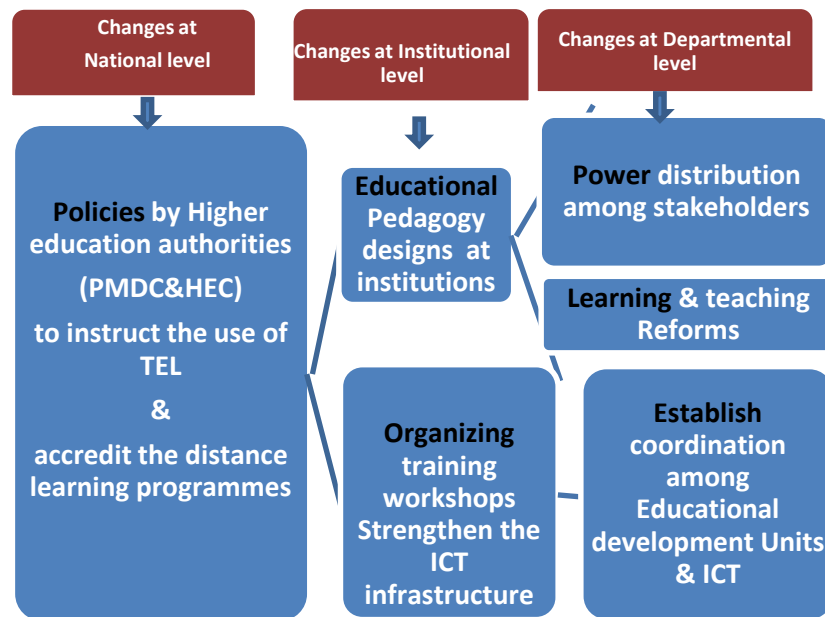 Changes at
National level
Changes at Institutional
level
Changes at Departmental
level
Policies by Higher
education authorities
(PMDC&HEC)
to instruct the use of
TEL
&
accredit the distance
learning programmes
Educational
Pedagogy
designs at
institutions
Organizing
training
workshops
Strengthen the
ICT
infrastructure
Power distribution
among stakeholders
Learning & teaching
Reforms
Establish
coordination
among
Educational
development Units
& ICT